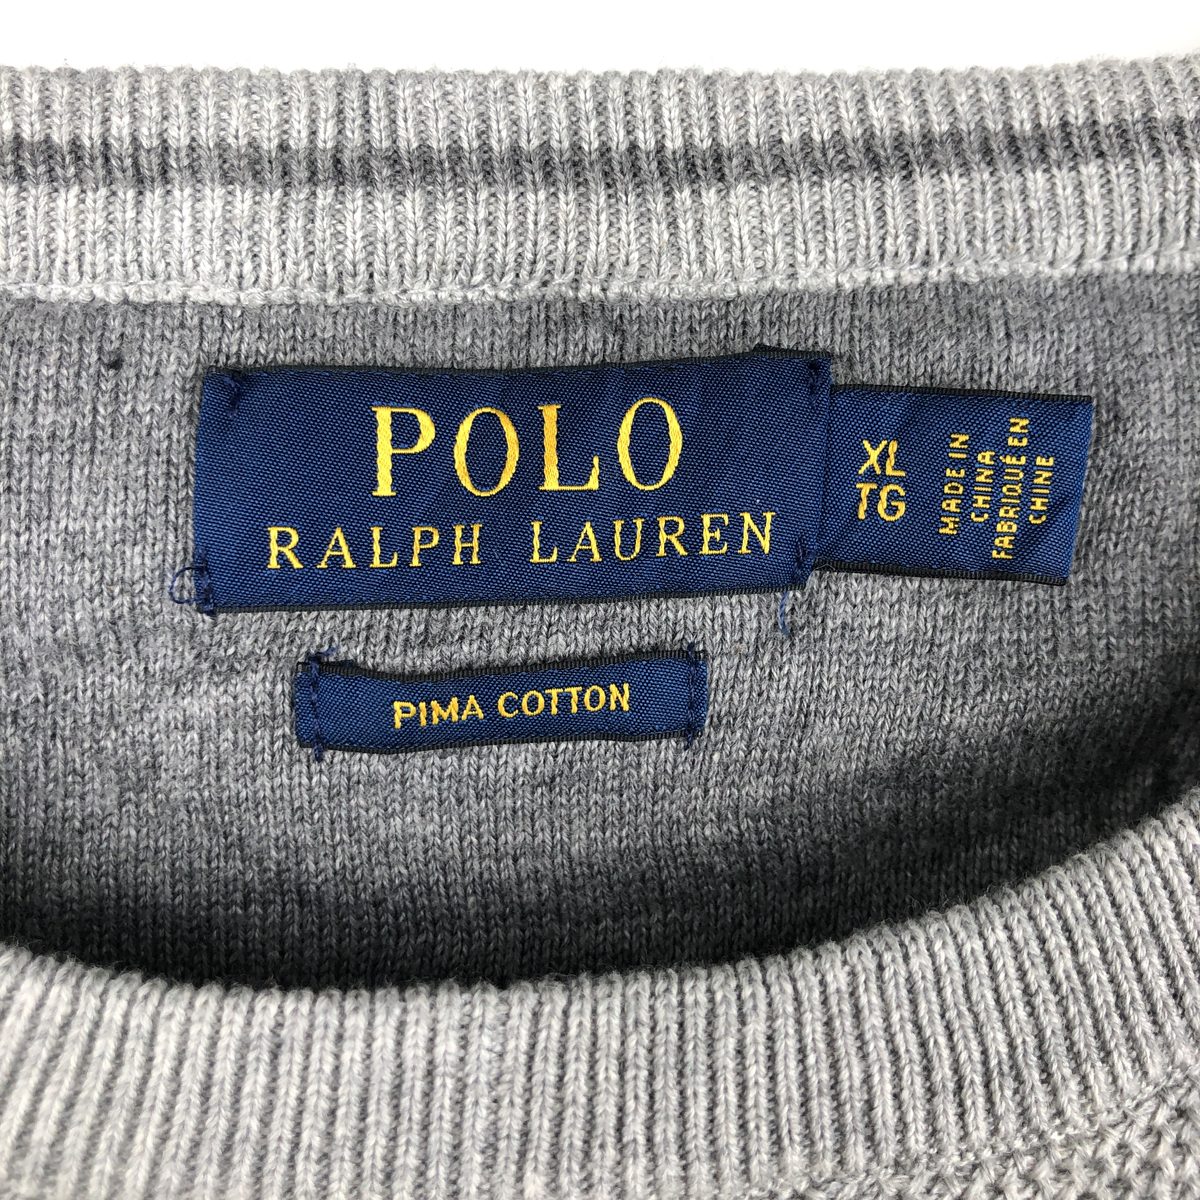 POLO
RALPH LAUREN
XL
TG
MADE IN
CHINA
FABRIQUÉ EN
CHINE
PIMA COTTON